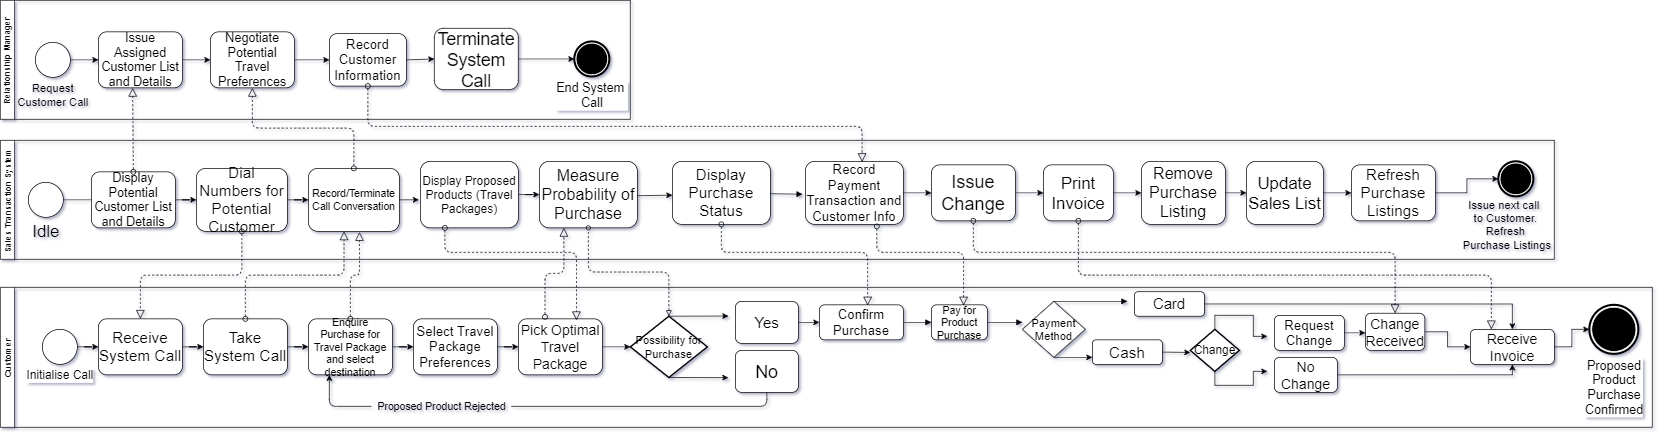 Relationship Manager
Request
Customer Call
Issue
Assigned
Customer List
and Details
Negotiate
Potential
Travel
Preferences
Record
Customer
Information
Terminate
System
Call
End System
Call
Sales Transaction System
Idle
Display
Potential
Customer List
and Details
Dial
Numbers for
Potential
Customer
Record/Terminate
Call Conversation
Display Proposed
Products (Travel
Packages)
Measure
Probability of
Purchase
Display
Purchase
Status
Record
Payment
Transaction and
Customer Info
Issue
Change
Print
Invoice
Remove
Purchase
Listing
Update
Sales List
Refresh
Purchase
Listings
Issue next call
to Customer.
Refresh
Purchase Listings
Customer
Initialise Call
Receive
System Call
Take
System Call
Enquire
Purchase for
Travel Package
and select
destination
Select Travel
Package
Preferences
Pick Optimal
Travel
Package
Possibility for
Purchase
Yes
No
Proposed Product Rejected
Confirm
Purchase
Pay for
Product
Purchase
Payment
Method
Card
Cash
Change
Request
Change
No
Change
Change
Received
Receive
Invoice
Proposed
Product
Purchase
Confirmed